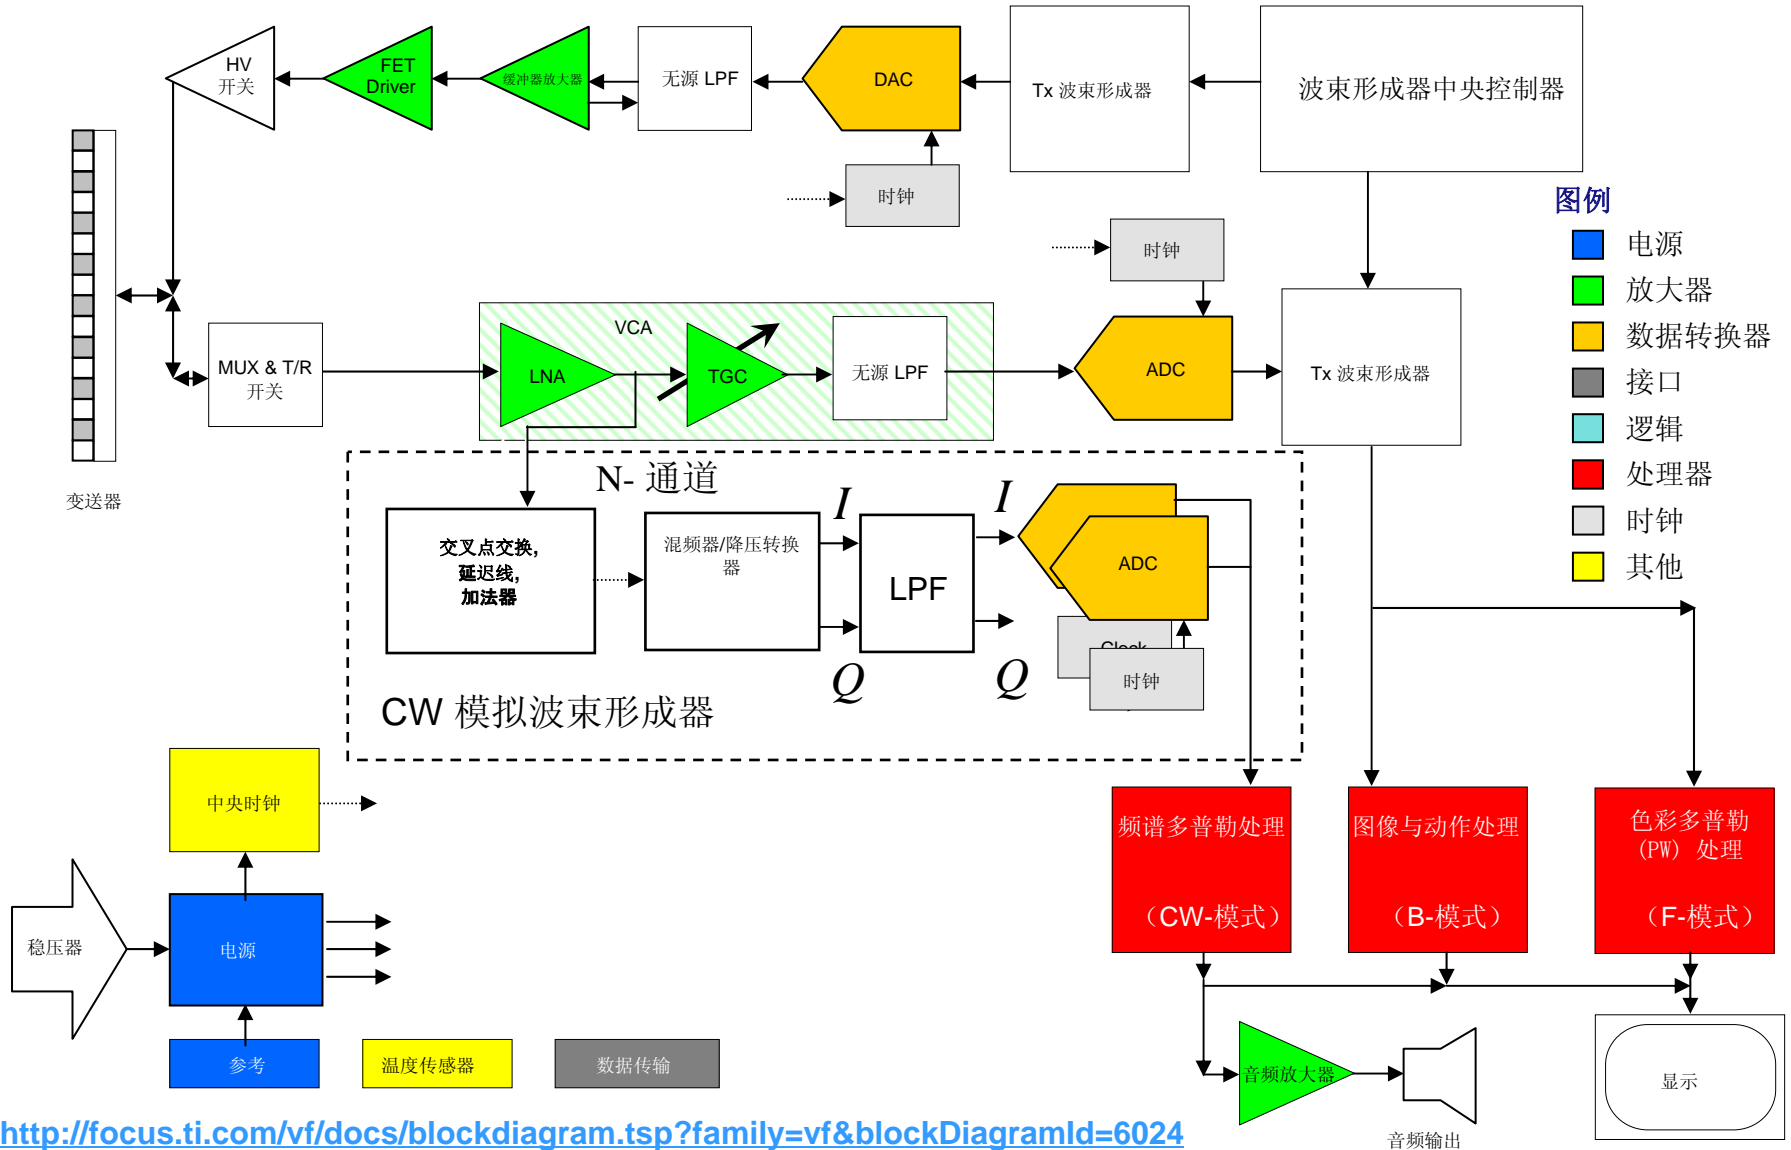 HV
开关
FET
Driver
缓冲器放大器
无源 LPF
DAC
Tx 波束形成器
波束形成器中央控制器
时钟
图例
电源
放大器
数据转换器
接口
逻辑
处理器
时钟
其他
时钟
变送器
MUX & T/R
开关
VCA
LNA
TGC
无源 LPF
ADC
Tx 波束形成器
N- 通道
交叉点交换,
延迟线,
加法器
混频器/降压转换
器
I
Q
LPF
I
Q
ADC
Clock
时钟
CW 模拟波束形成器
中央时钟
稳压器
电源
参考
温度传感器
数据传输
频谱多普勒处理
（CW-模式）
图像与动作处理
（B-模式）
色彩多普勒
(PW) 处理
（F-模式）
音频放大器
音频输出
显示
http://focus.ti.com/vf/docs/blockdiagram.tsp?family=vf&blockDiagramId=6024